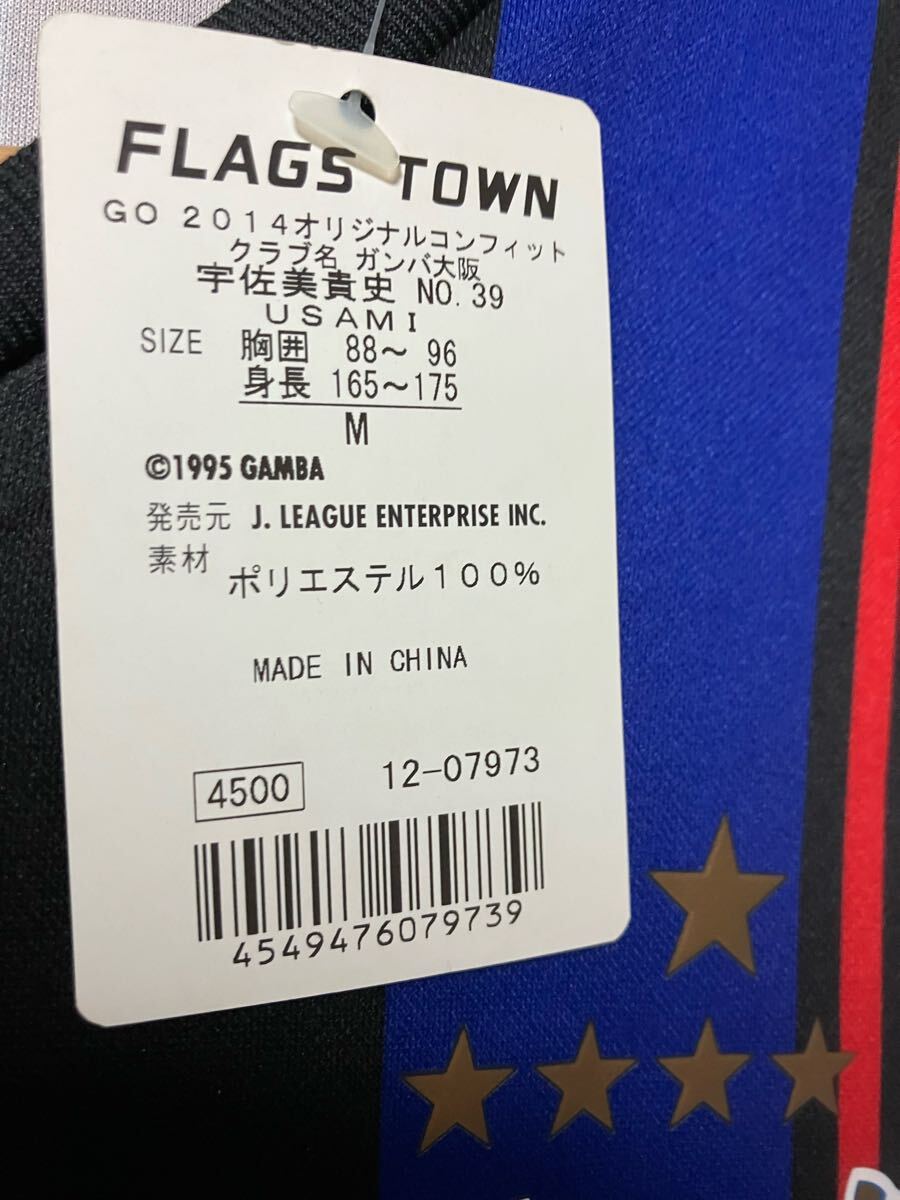 FLAGS TOWN
GO 2014オリジナルコンフィット
クラブ名 ガンバ大阪
宇佐美貴史 NO.39
USAMI
SIZE 胸囲 88～ 96
身長 165～175
M
©1995 GAMBA
発売元 J. LEAGUE ENTERPRISE INC.
素材
ポリエステル100%
MADE IN CHINA
4500 12-07973
4549476079739